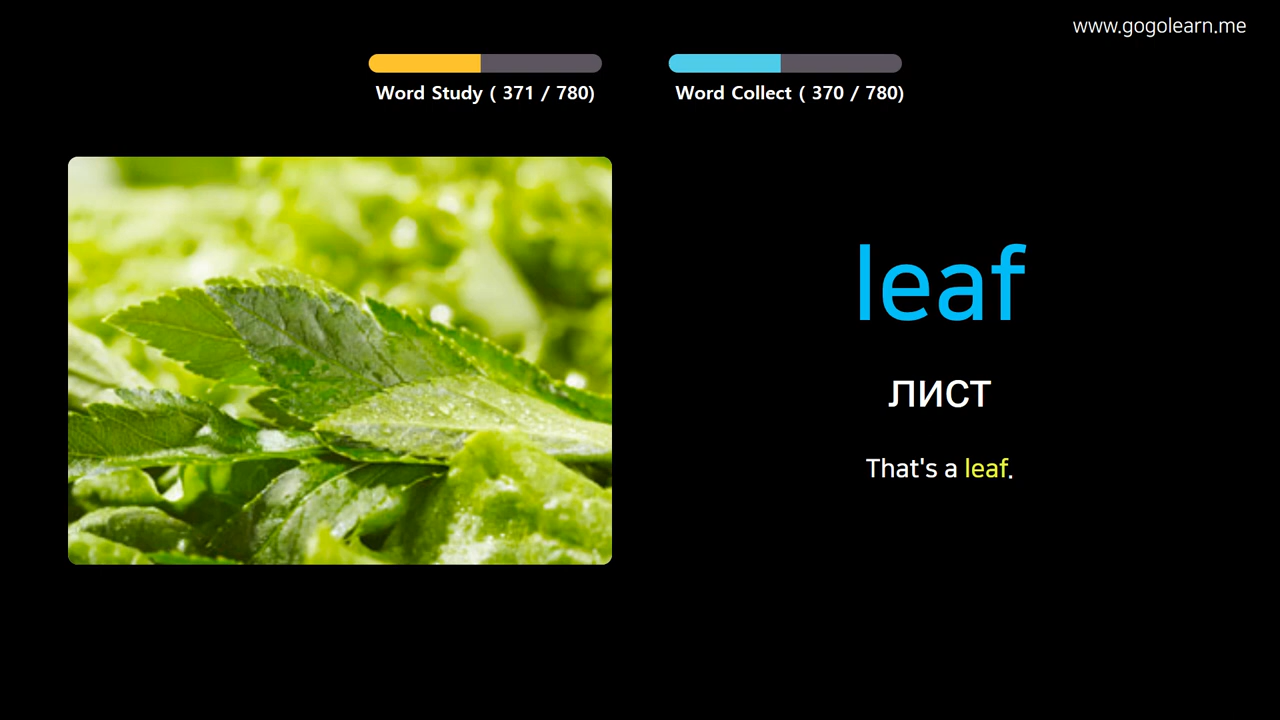 www.gogolearn.me
Word Study ( 371 / 780)
Word Collect ( 370 / 780)
leaf
лист
That's a leaf.